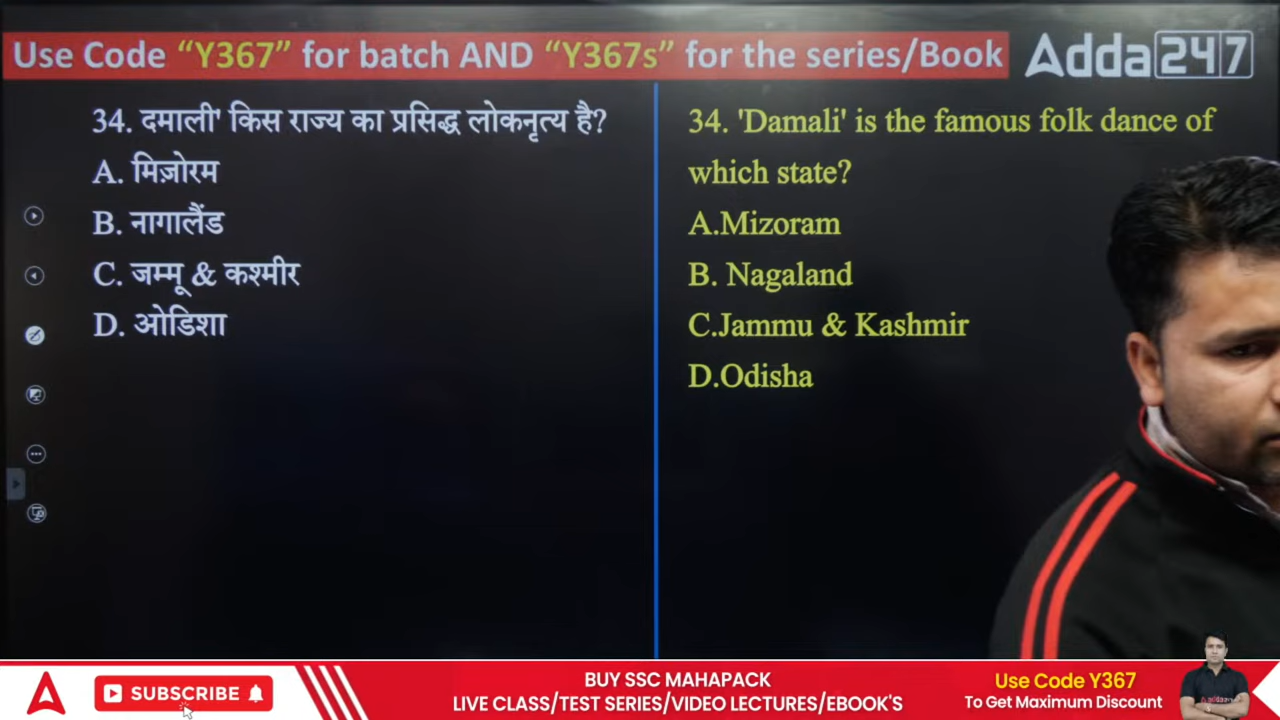 Use Code “Y367” for batch AND “Y367s” for the series/Book
Adda247
34. दमाली' किस राज्य का प्रसिद्ध लोकनृत्य है?
A. मिज़ोरम
B. नागालैंड
C. जम्मू & कश्मीर
D. ओडिशा
34. 'Damali' is the famous folk dance of
which state?
A.Mizoram
B. Nagaland
C.Jammu & Kashmir
D.Odisha
SUBSCRIBE
BUY SSC MAHAPACK
LIVE CLASS/TEST SERIES/VIDEO LECTURES/EBOOK'S
Use Code Y367
To Get Maximum Discount